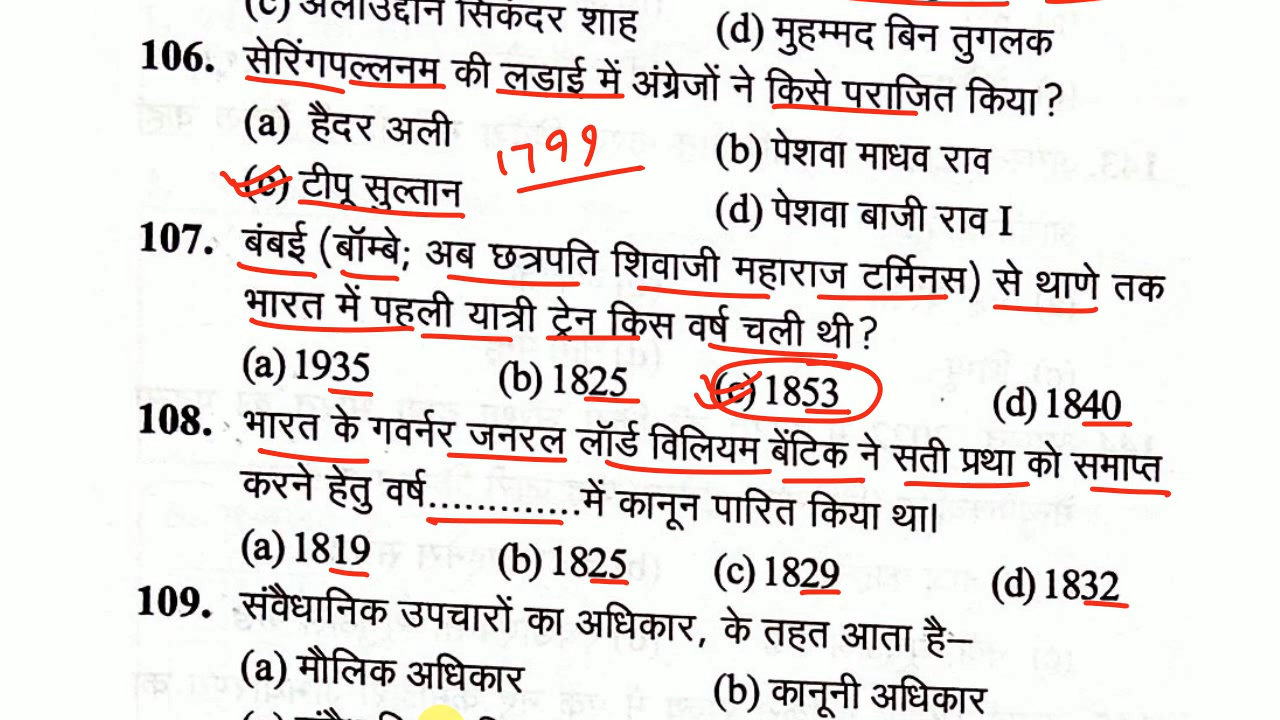 (c) अलाउद्दीन सिकंदर शाह (d) मुहम्मद बिन तुगलक
106. सेरिंगपल्लनम की लडाई में अंग्रेजों ने किसे पराजित किया?
(a) हैदर अली (b) पेशवा माधव राव
1799
(c) टीपू सुल्तान (d) पेशवा बाजी राव I
107. बंबई (बॉम्बे; अब छत्रपति शिवाजी महाराज टर्मिनस) से थाणे तक
भारत में पहली यात्री ट्रेन किस वर्ष चली थी?
(a) 1935 (b) 1825 (c) 1853 (d) 1840
108. भारत के गवर्नर जनरल लॉर्ड विलियम बेंटिक ने सती प्रथा को समाप्त
करने हेतु वर्ष.............में कानून पारित किया था।
(a) 1819 (b) 1825 (c) 1829 (d) 1832
109. संवैधानिक उपचारों का अधिकार, के तहत आता है–
(a) मौलिक अधिकार (b) कानूनी अधिकार